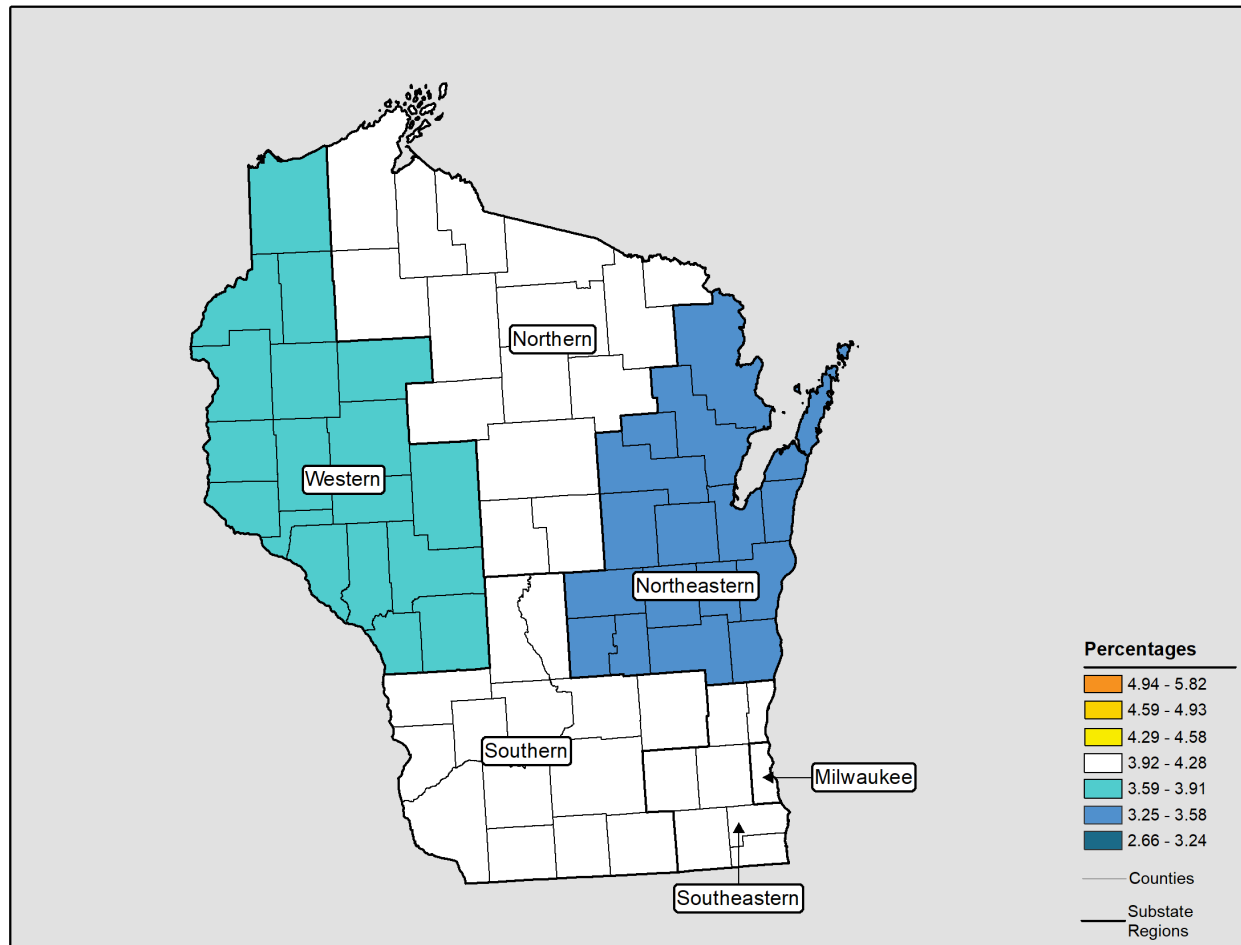 Northern
Western
Northeastern
Southern
Milwaukee
Southeastern
Percentages
4.94 - 5.82
4.59 - 4.93
4.29 - 4.58
3.92 - 4.28
3.59 - 3.91
3.25 - 3.58
2.66 - 3.24
Counties
Substate
Regions